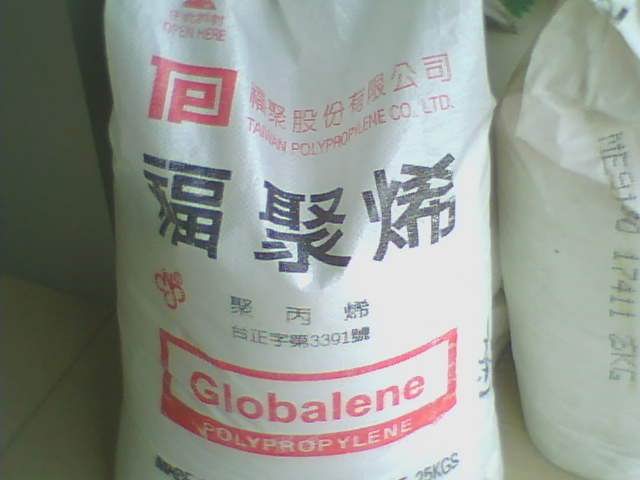 OPEN HERE
福聚股份有限公司
TAIWAN POLYPROPYLENE CO., LTD.
福聚烯
聚丙烯
台正字第3391號
Globalene
POLYPROPYLENE
25KGS